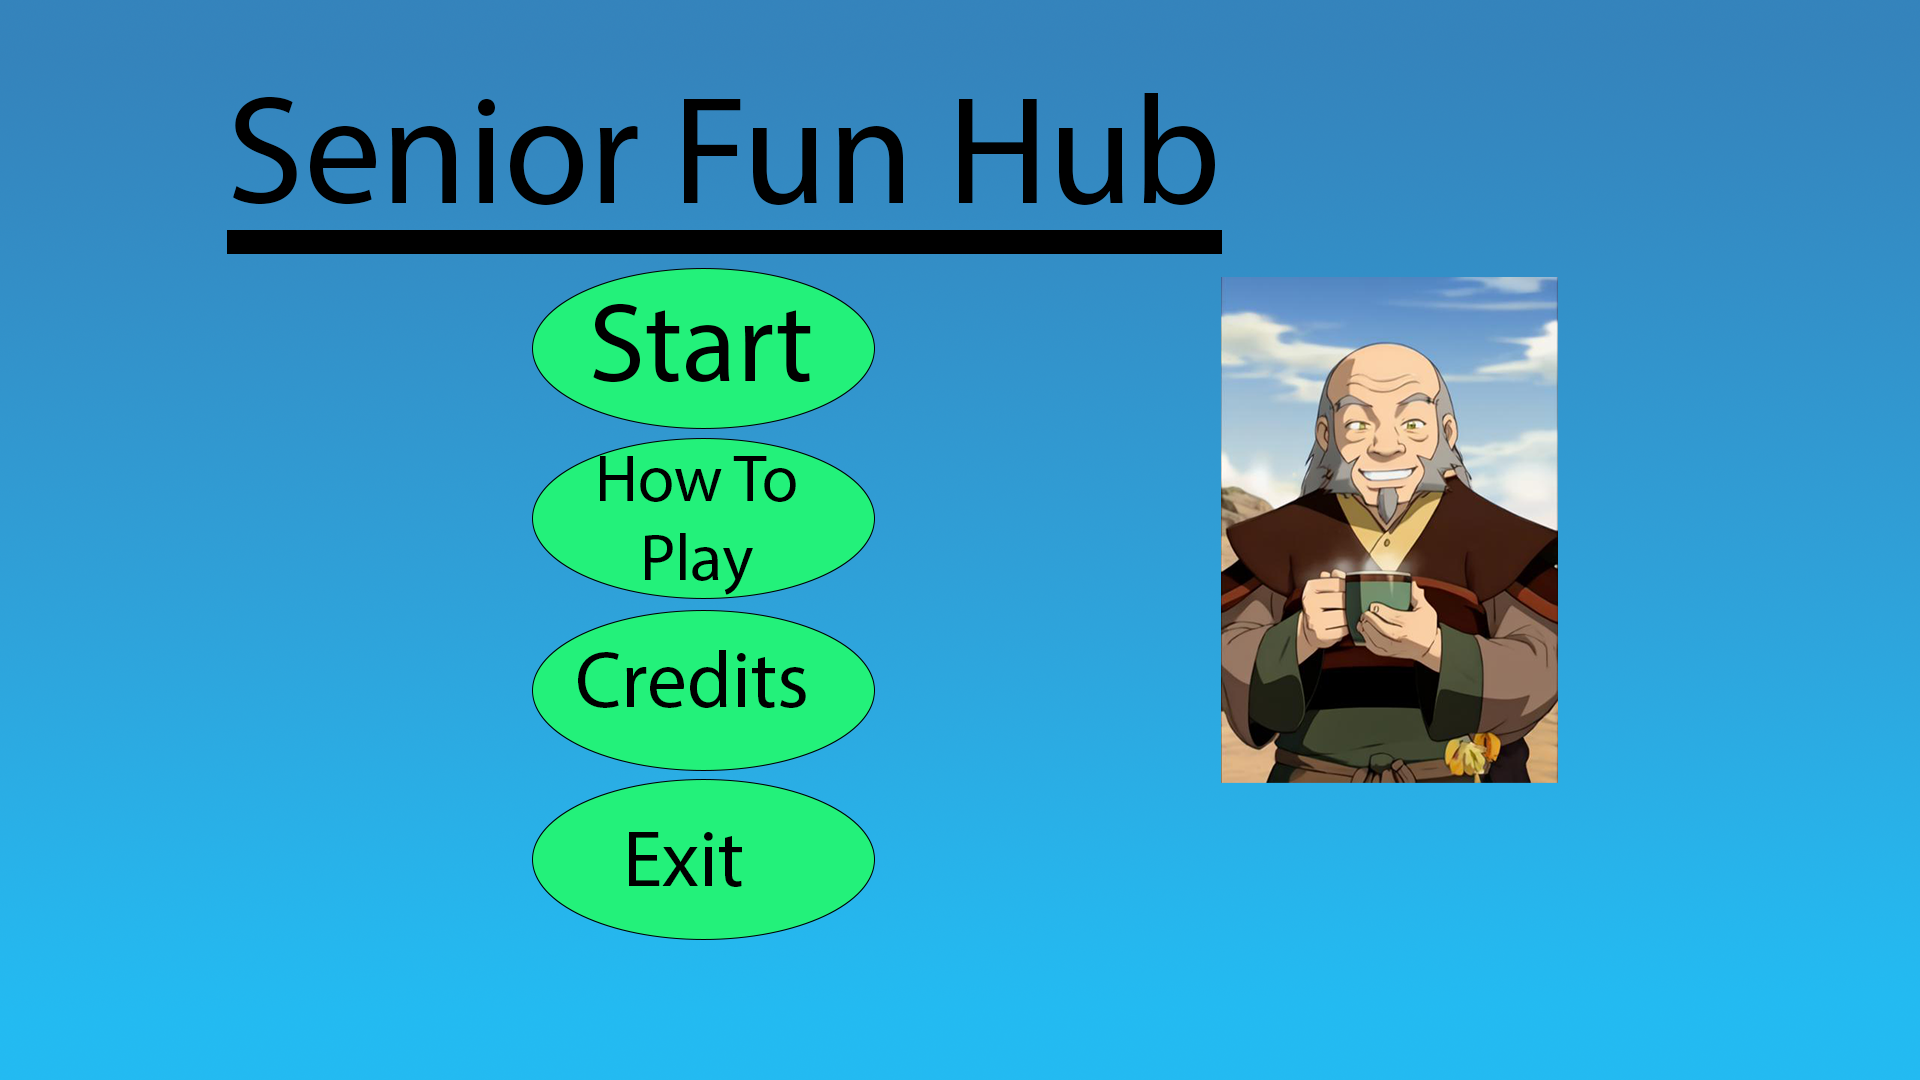 Senior Fun Hub
Start
How To
Play
Credits
Exit